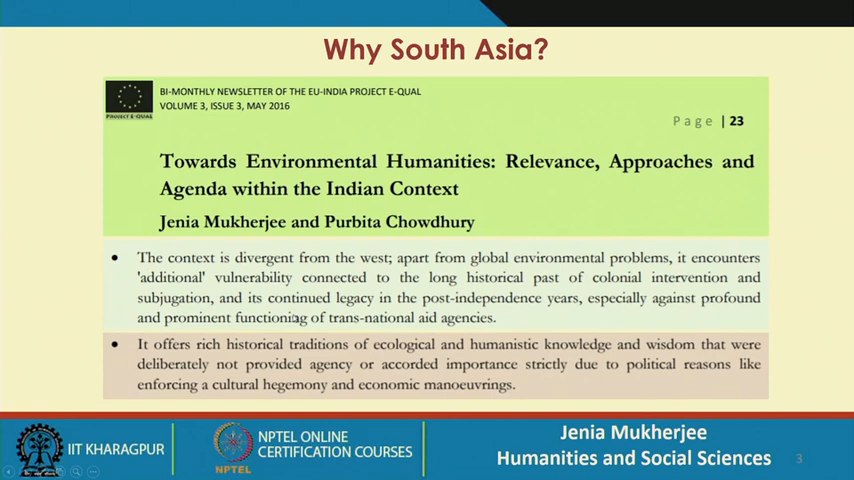 Why South Asia?
BI-MONTHLY NEWSLETTER OF THE EU-INDIA PROJECT E-QUAL
VOLUME 3, ISSUE 3, MAY 2016
PROJECT E-QUAL
Page | 23
Towards Environmental Humanities: Relevance, Approaches and
Agenda within the Indian Context
Jenia Mukherjee and Purbita Chowdhury
• The context is divergent from the west; apart from global environmental problems, it encounters
'additional' vulnerability connected to the long historical past of colonial intervention and
subjugation, and its continued legacy in the post-independence years, especially against profound
and prominent functioning of trans-national aid agencies.
• It offers rich historical traditions of ecological and humanistic knowledge and wisdom that were
deliberately not provided agency or accorded importance strictly due to political reasons like
enforcing a cultural hegemony and economic manoeuvrings.
IIT KHARAGPUR
NPTEL
NPTEL ONLINE
CERTIFICATION COURSES
Jenia Mukherjee
Humanities and Social Sciences
3